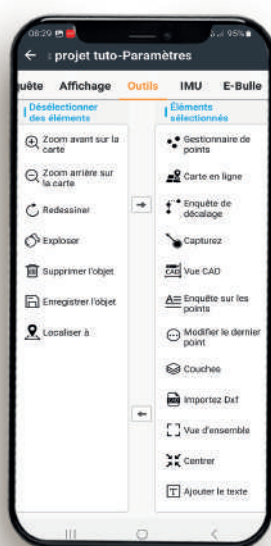 08:29
95%
← projet tuto-Paramètres
uête Affichage Outils IMU E-Bulle
Désélectionner
des éléments
Zoom avant sur la
carte
Zoom arrière sur
la carte
Redessiner
Exploser
Supprimer l'objet
Enregistrer l'objet
Localiser à
Éléments
sélectionnés
Gestionnaire de
points
Carte en ligne
Enquête de
décalage
Capturez
CAD Vue CAD
Enquête sur les
points
Modifier le dernier
point
Couches
Importez Dxf
Vue d'ensemble
Centrer
T Ajouter le texte